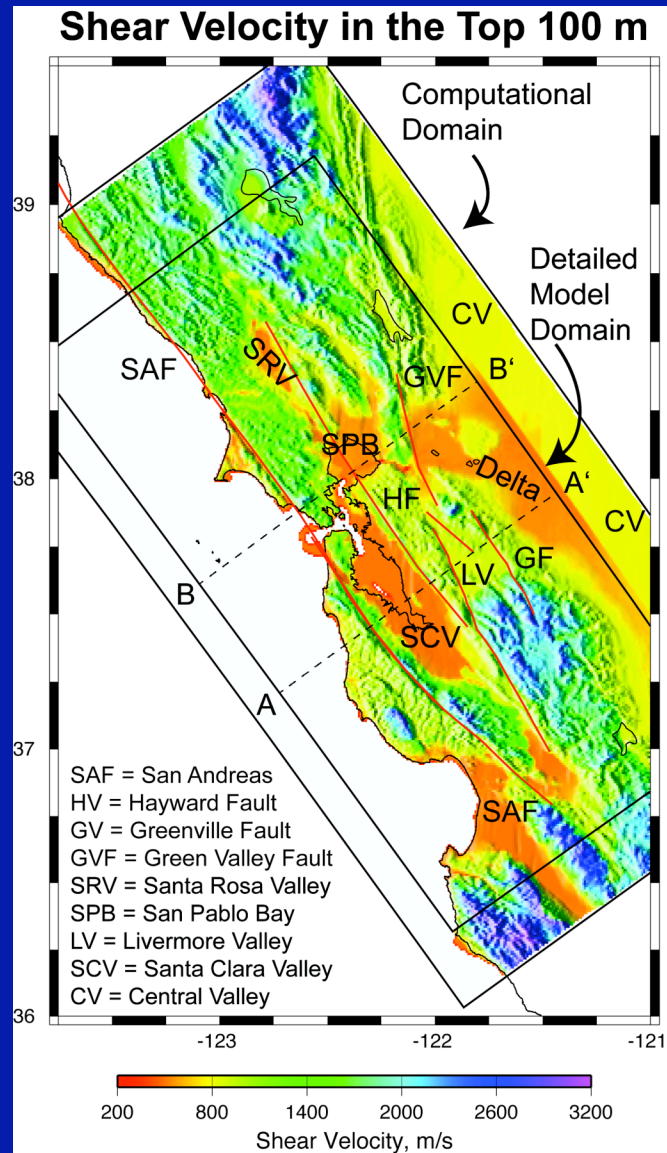 Shear Velocity in the Top 100 m
Computational
Domain
39
Detailed
Model
Domain
CV
SAF
SRV
GVF
B‘
SPB
38
Delta
A‘
HF
CV
GF
LV
B
SCV
A
37
SAF = San Andreas
HV = Hayward Fault
GV = Greenville Fault
GVF = Green Valley Fault
SRV = Santa Rosa Valley
SPB = San Pablo Bay
LV = Livermore Valley
SCV = Santa Clara Valley
CV = Central Valley
SAF
36
-123 -122 -121
200 800 1400 2000 2600 3200
Shear Velocity, m/s